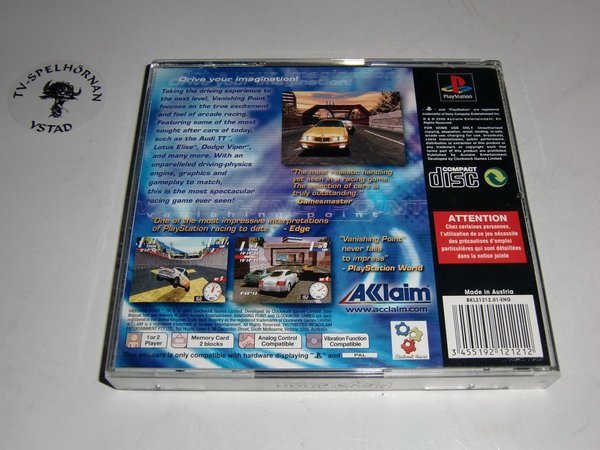 TV-SPELHÖRNAN
YSTAD
Drive your imagination!
Taking the driving experience to
the next level, Vanishing Point
focuses on the true excitement
and feel of arcade racing.
Featuring some of the most
sought after cars of today,
such as the Audi TT,
Lotus Elise, Dodge Viper,
and many more. With an
unparalleled driving-physics
engine, graphics and
gameplay to match,
this is the most spectacular
racing game ever seen!
"The most realistic handling
yet seen in a racing game.
The selection of cars is
truly outstanding."
- Gamesmaster
"One of the most impressive interpretations
of PlayStation racing to date" - Edge
"Vanishing Point
never fails
to impress"
- PlayStation World
AKklaim
www.acclaim.com
1 or 2
Player
Memory Card
2 blocks
Analog Control
Compatible
Vibration Function
Compatible
This software is only compatible with hardware displaying and PAL
PlayStation
COMPACT
disc
ATTENTION
Chez certaines personnes,
l'utilisation de ce jeu nécessite
des précautions d'emploi
particulières qui sont détaillées
dans la notice jointe
Made in Austria
3 455192 121212